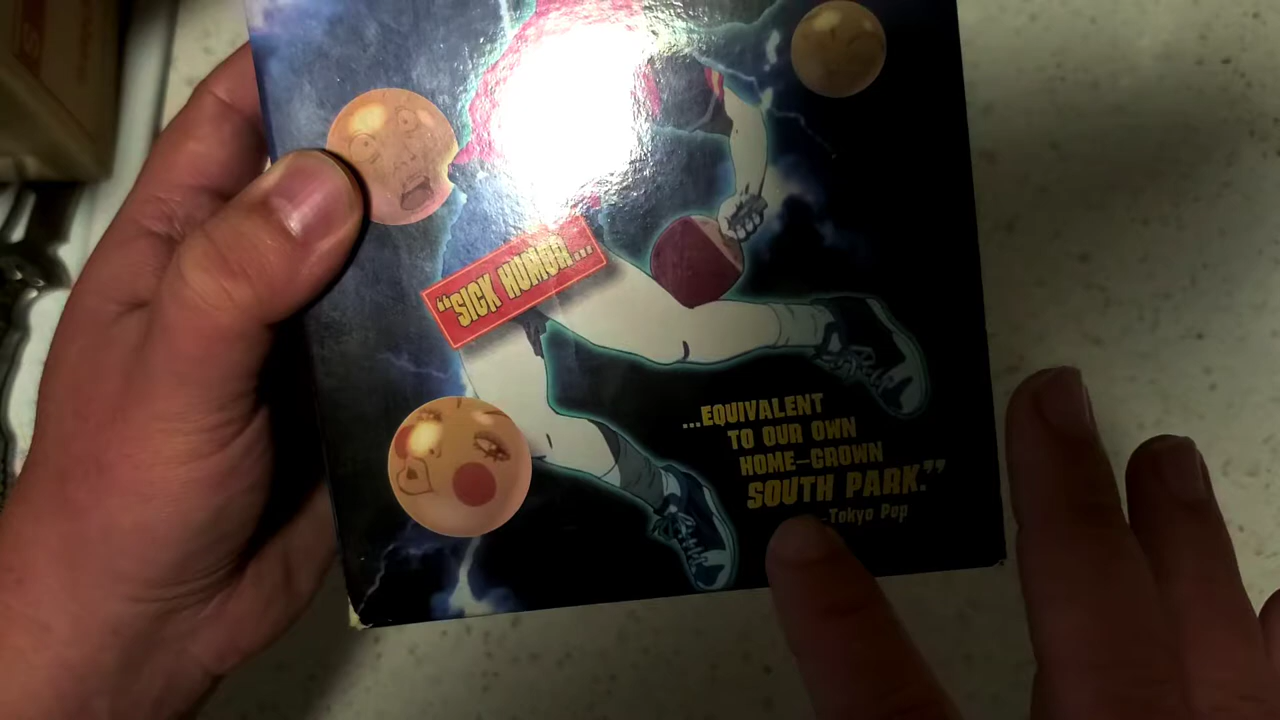 "SICK HUMOR...
...EQUIVALENT
TO OUR OWN
HOME-GROWN
SOUTH PARK."
-Tokyo Pop